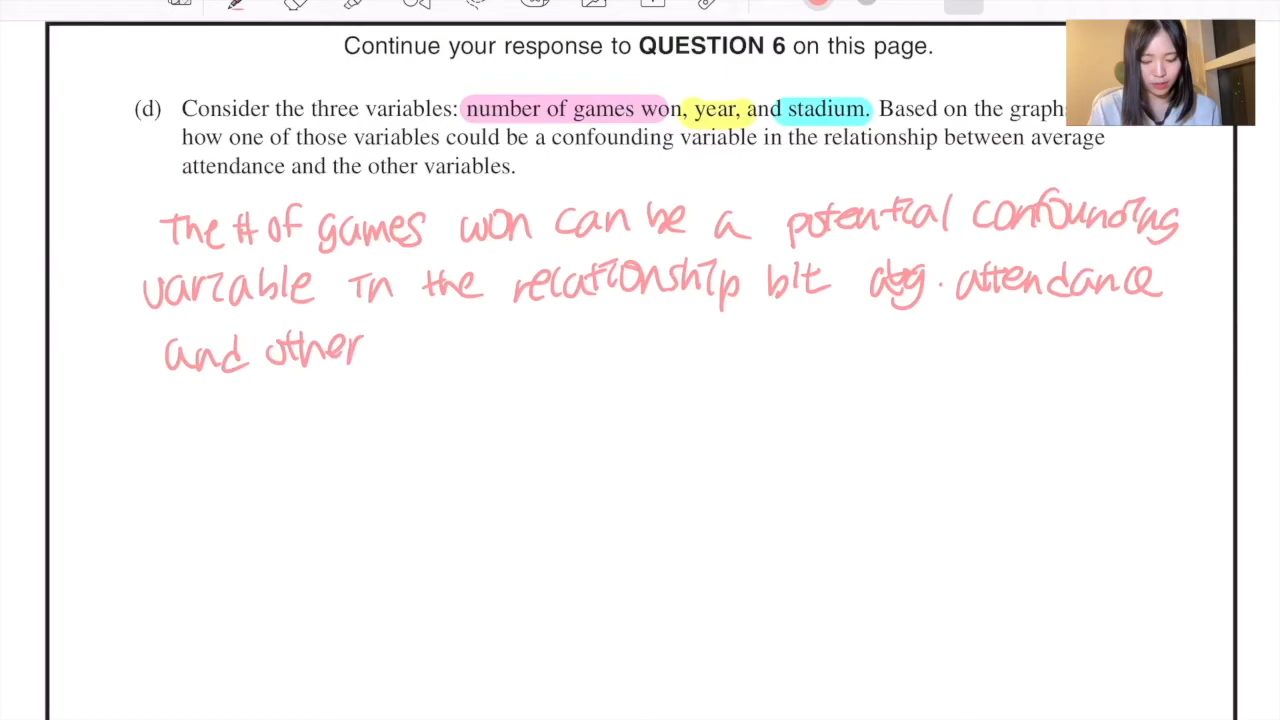 Continue your response to QUESTION 6 on this page.
(d) Consider the three variables: number of games won, year, and stadium. Based on the graph
how one of those variables could be a confounding variable in the relationship between average
attendance and the other variables.
The # of games won can be a potential confounding
variable in the relationship b/t avg. attendance
and other